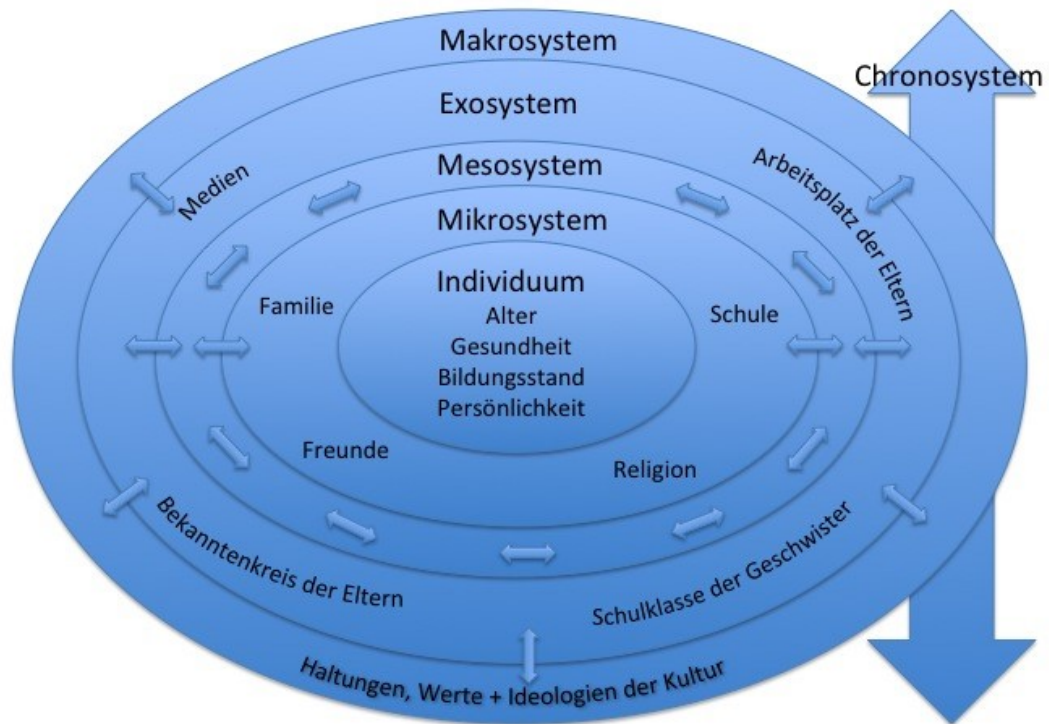 Makrosystem
Chronosystem
Exosystem
Mesosystem
Medien
Arbeitsplatz der Eltern
Mikrosystem
Individuum
Familie
Alter
Schule
Gesundheit
Bildungsstand
Persönlichkeit
Freunde
Religion
Bekanntenkreis der Eltern
Schulklasse der Geschwister
Haltungen, Werte + Ideologien der Kultur